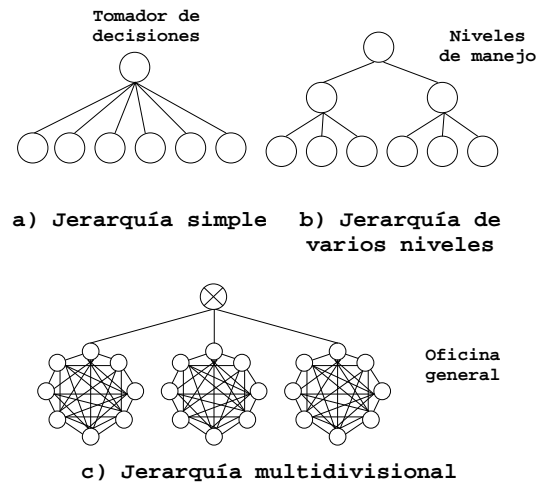 Tomador de
decisiones
Niveles
de manejo
a) Jerarquía simple
b) Jerarquía de
varios niveles
Oficina
general
c) Jerarquía multidivisional